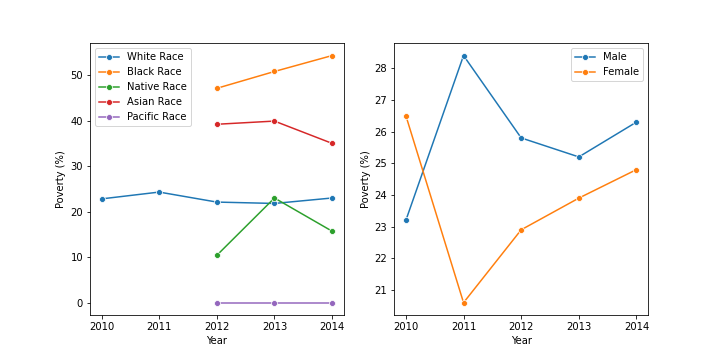 White Race
Black Race
Native Race
Asian Race
Pacific Race
50
40
30
20
10
0
Poverty (%)
2010 2011 2012 2013 2014
Year
Male
Female
28
27
26
25
24
23
22
21
Poverty (%)
2010 2011 2012 2013 2014
Year